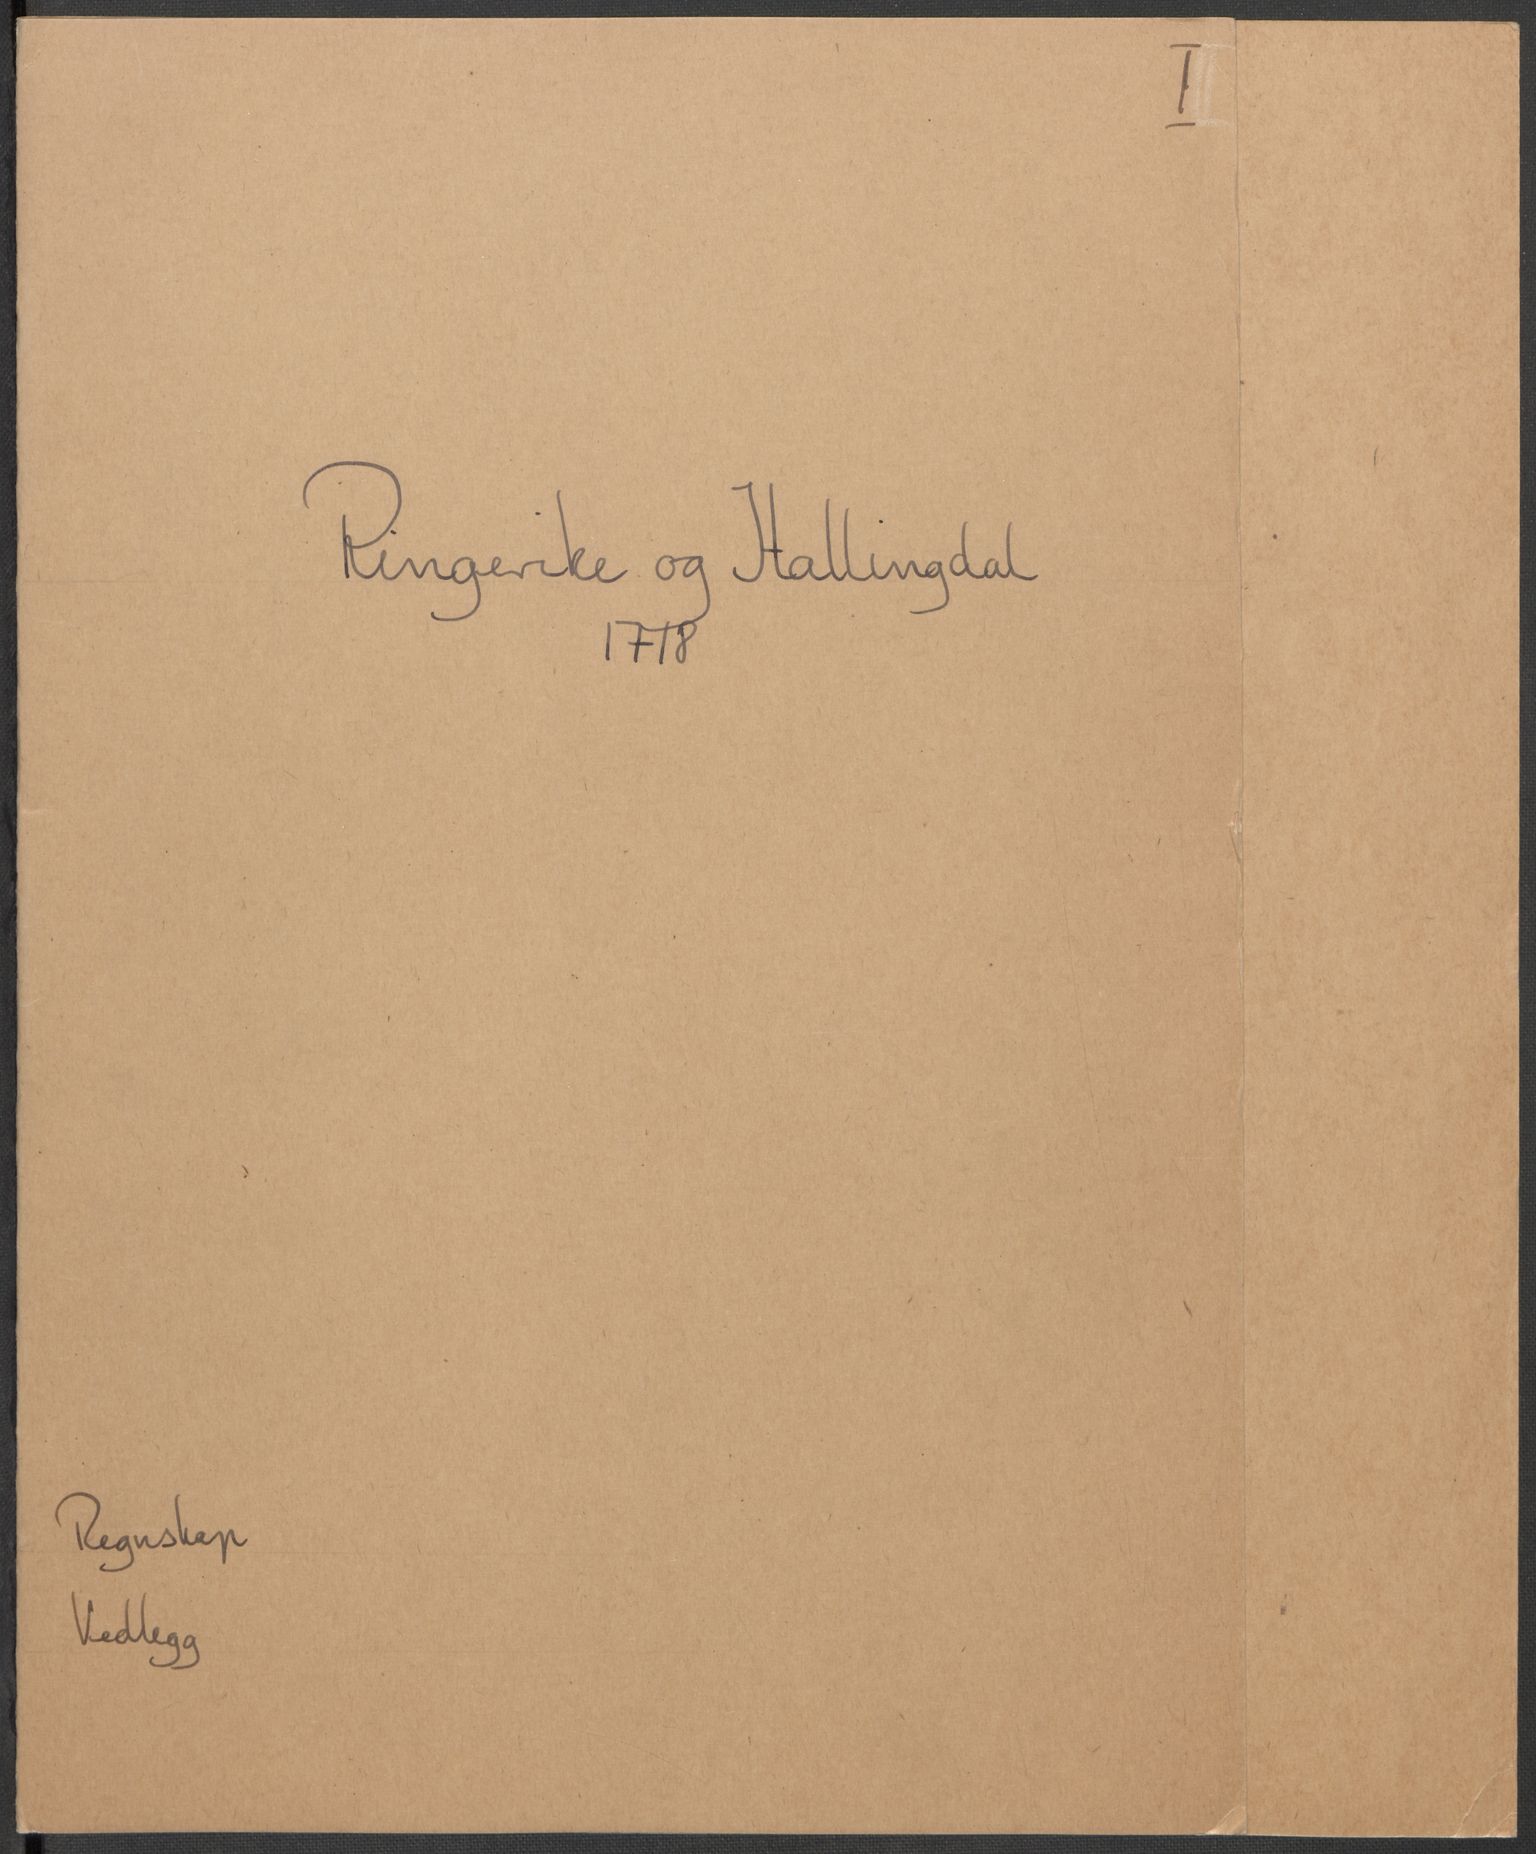 I
Ringerike og Hallingdal
1718
Regnskap
Vedlegg